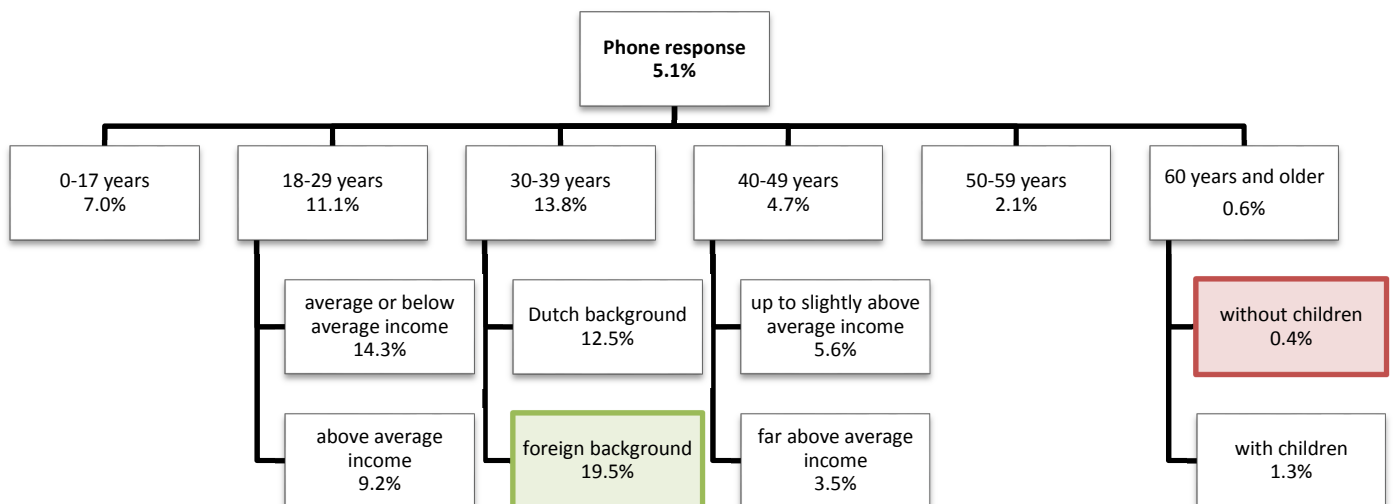 Phone response
5.1%
0-17 years
7.0%
18-29 years
11.1%
30-39 years
13.8%
40-49 years
4.7%
50-59 years
2.1%
60 years and older
0.6%
average or below
average income
14.3%
above average
income
9.2%
Dutch background
12.5%
foreign background
19.5%
up to slightly above
average income
5.6%
far above average
income
3.5%
without children
0.4%
with children
1.3%